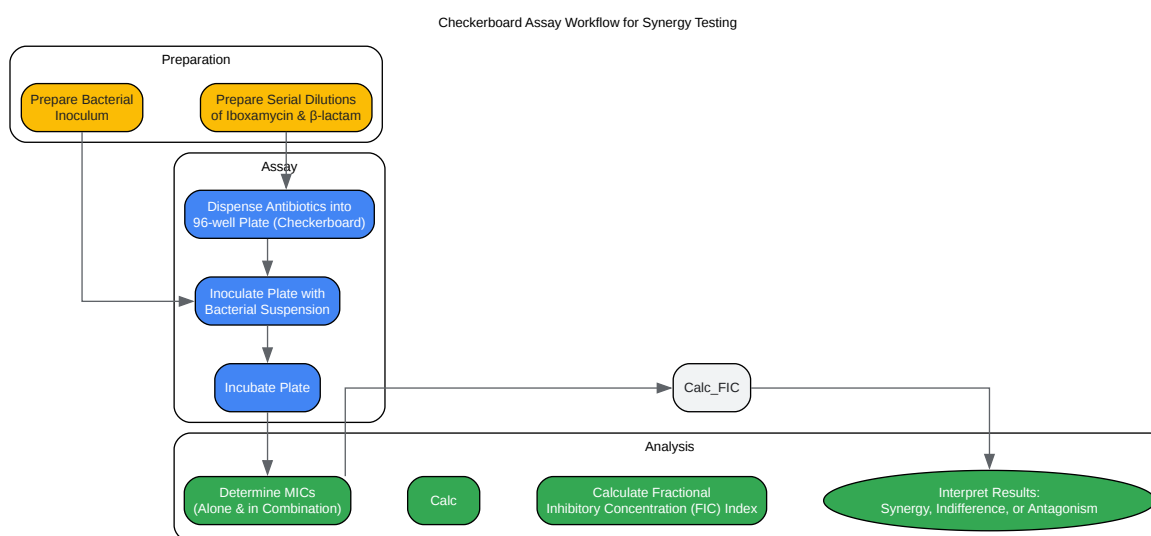 Checkerboard Assay Workflow for Synergy Testing
Preparation
Prepare Bacterial
Inoculum
Prepare Serial Dilutions
of Iboxamycin & β-lactam
Assay
Dispense Antibiotics into
96-well Plate (Checkerboard)
Inoculate Plate with
Bacterial Suspension
Incubate Plate
Calc_FIC
Analysis
Determine MICs
(Alone & in Combination)
Calc
Calculate Fractional
Inhibitory Concentration (FIC) Index
Interpret Results:
Synergy, Indifference, or Antagonism